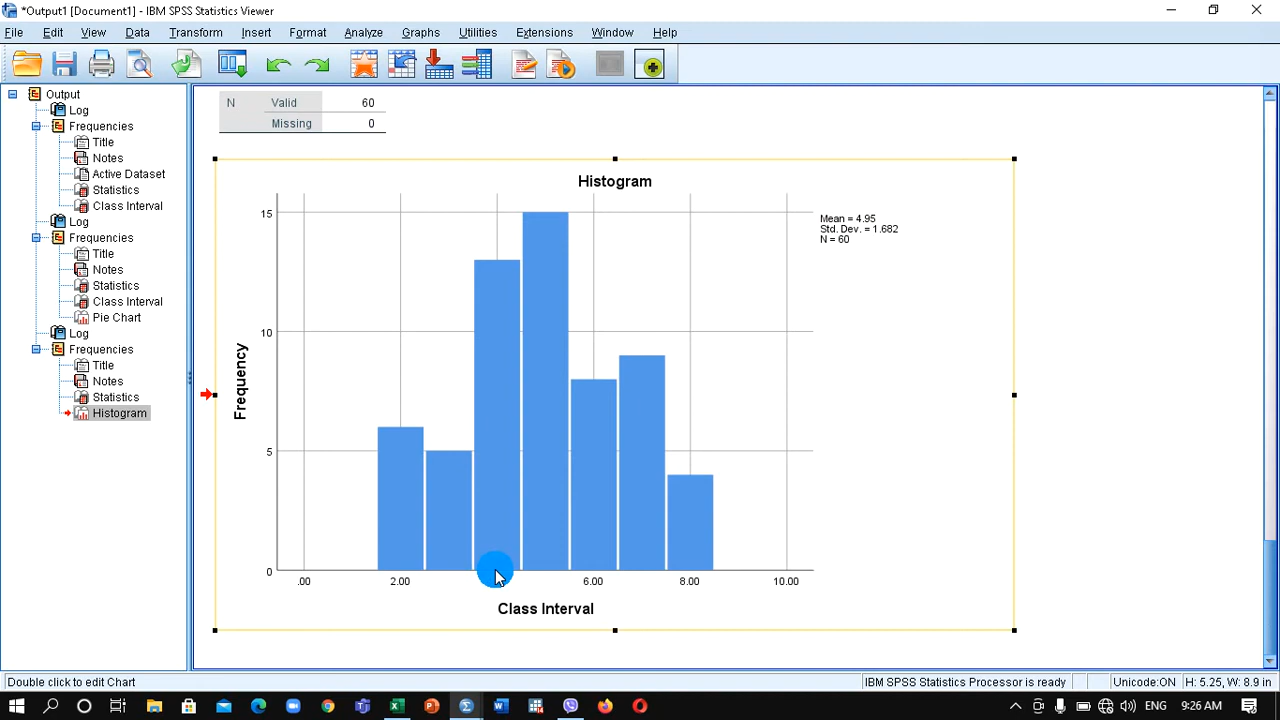 *Output1 [Document1] - IBM SPSS Statistics Viewer
File Edit View Data Transform Insert Format Analyze Graphs Utilities Extensions Window Help
Output
Log
Frequencies
Title
Notes
Active Dataset
Statistics
Class Interval
Log
Frequencies
Title
Notes
Statistics
Class Interval
Pie Chart
Log
Frequencies
Title
Notes
Statistics
Histogram
N Valid 60
Missing 0
Histogram
Mean = 4.95
Std. Dev. = 1.682
N = 60
Frequency
15
10
5
0
.00 2.00 6.00 8.00 10.00
Class Interval
Double click to edit Chart
IBM SPSS Statistics Processor is ready
Unicode:ON
H: 5.25, W: 8.9 in
9:26 AM